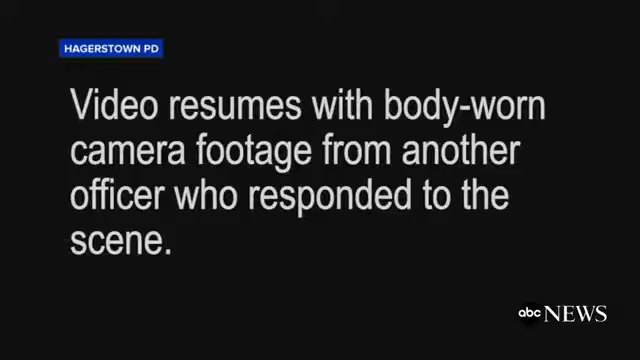 HAGERSTOWN PD
Video resumes with body-worn
camera footage from another
officer who responded to the
scene.
abc NEWS